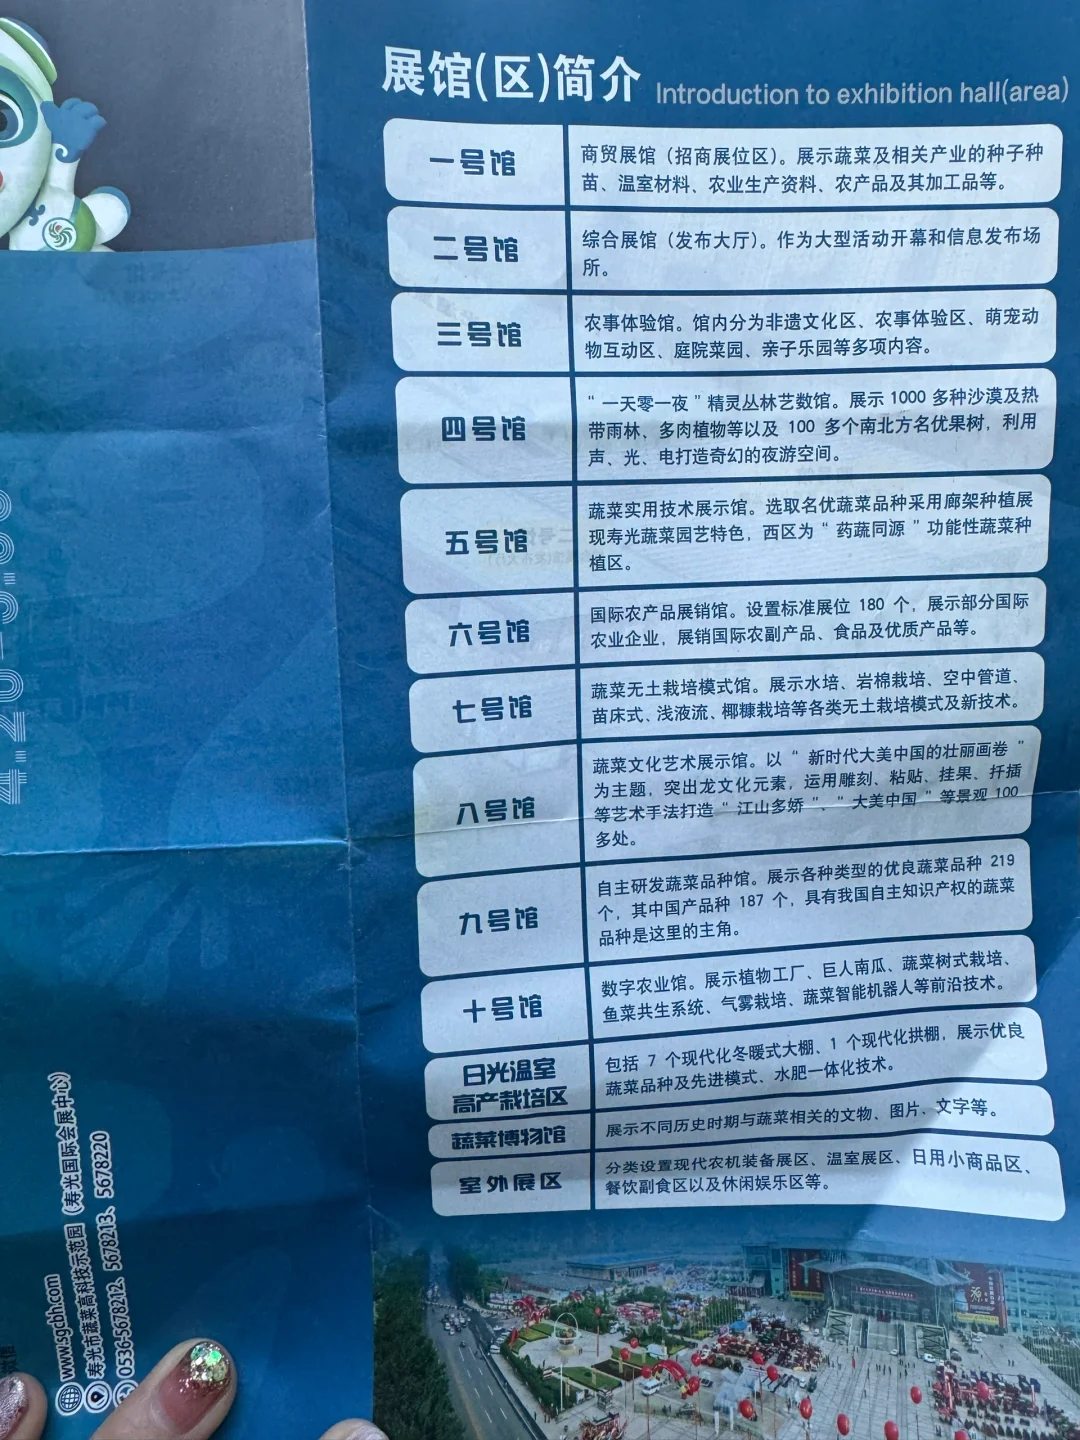 展馆(区)简介 Introduction to exhibition hall(area)
一号馆
商贸展馆（招商展位区）。展示蔬菜及相关产业的种子种
苗、温室材料、农业生产资料、农产品及其加工品等。
二号馆
综合展馆（发布大厅）。作为大型活动开幕和信息发布场
所。
三号馆
农事体验馆。馆内分为非遗文化区、农事体验区、萌宠动
物互动区、庭院菜园、亲子乐园等多项内容。
四号馆
“一天零一夜”精灵丛林艺数馆。展示 1000 多种沙漠及热
带雨林、多肉植物等以及 100 多个南北方名优果树，利用
声、光、电打造奇幻的夜游空间。
五号馆
蔬菜实用技术展示馆。选取名优蔬菜品种采用廊架种植展
现寿光蔬菜园艺特色，西区为“药蔬同源”功能性蔬菜种
植区。
六号馆
国际农产品展销馆。设置标准展位 180 个，展示部分国际
农业企业，展销国际农副产品、食品及优质产品等。
七号馆
蔬菜无土栽培模式馆。展示水培、岩棉栽培、空中管道、
苗床式、浅液流、椰糠栽培等各类无土栽培模式及新技术。
八号馆
蔬菜文化艺术展示馆。以“新时代大美中国的壮丽画卷”
为主题，突出龙文化元素，运用雕刻、粘贴、挂果、扦插
等艺术手法打造“江山多娇”、“大美中国”等景观 100
多处。
九号馆
自主研发蔬菜品种馆。展示各种类型的优良蔬菜品种 219
个，其中国产品种 187 个，具有我国自主知识产权的蔬菜
品种是这里的主角。
十号馆
数字农业馆。展示植物工厂、巨人南瓜、蔬菜树式栽培、
鱼菜共生系统、气雾栽培、蔬菜智能机器人等前沿技术。
日光温室
高产栽培区
包括 7 个现代化冬暖式大棚、1 个现代化拱棚，展示优良
蔬菜品种及先进模式、水肥一体化技术。
蔬菜博物馆
展示不同历史时期与蔬菜相关的文物、图片、文字等。
室外展区
分类设置现代农机装备展区、温室展区、日用小商品区、
餐饮副食区以及休闲娱乐区等。
4.20—5.30
www.sgcbh.com
寿光市蔬菜高科技示范园（寿光国际会展中心）
0536-5678212、5678213、5678220